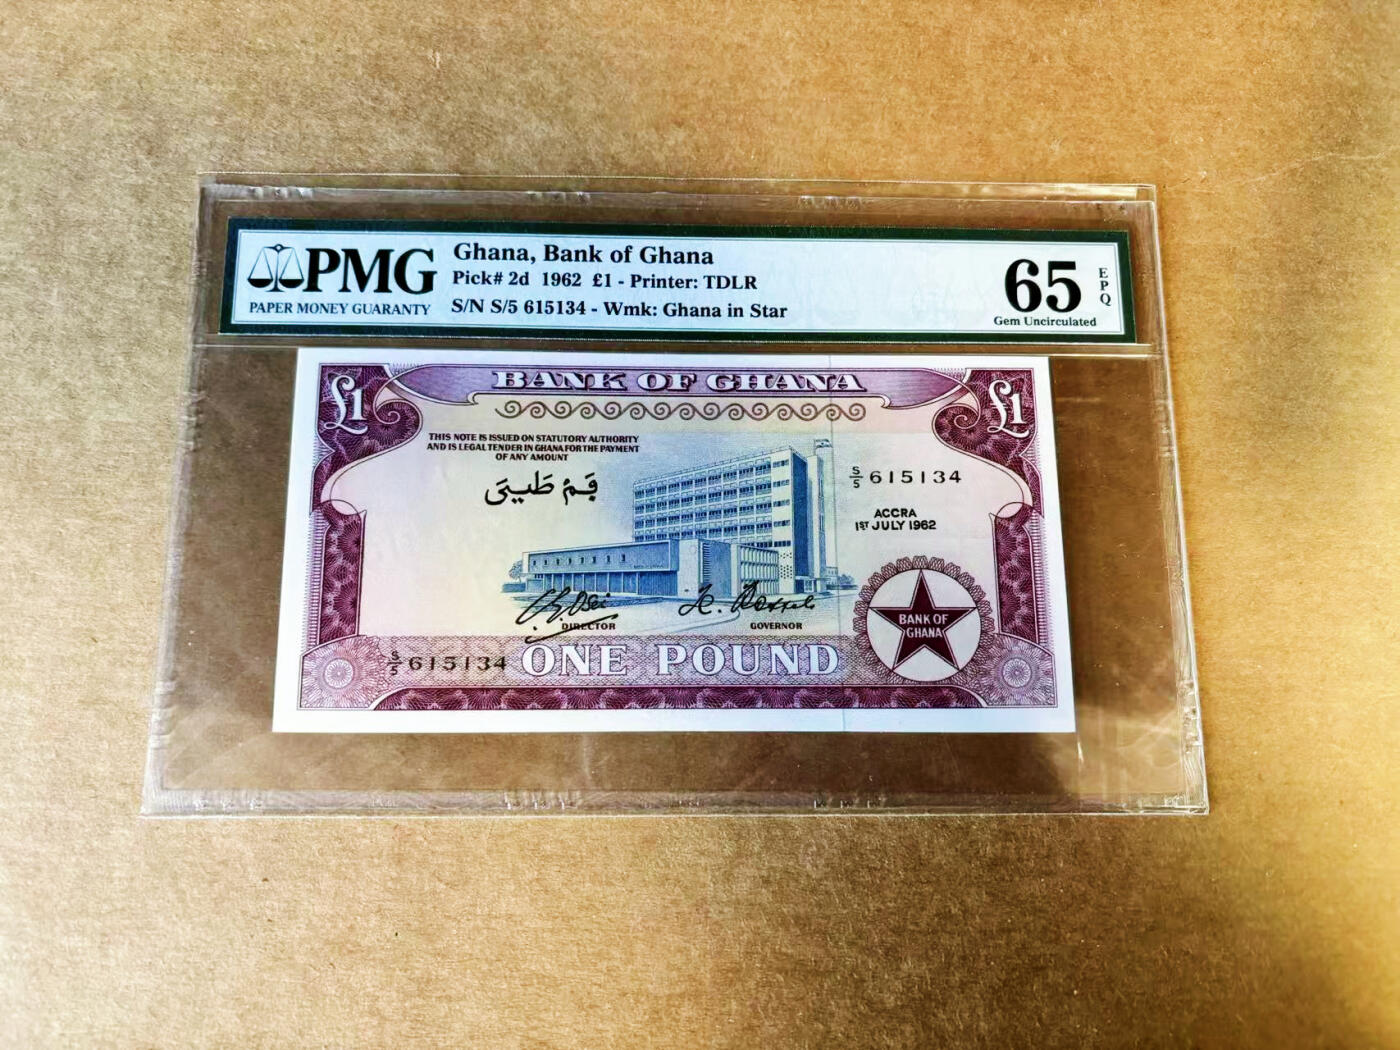 PMG
PAPER MONEY GUARANTY
Ghana, Bank of Ghana
Pick# 2d 1962 £1 - Printer: TDLR
S/N S/5 615134 - Wmk: Ghana in Star
65
EPQ
Gem Uncirculated
£1
BANK OF GHANA
£1
THIS NOTE IS ISSUED ON STATUTORY AUTHORITY
AND IS LEGAL TENDER IN GHANA FOR THE PAYMENT
OF ANY AMOUNT
S/5 615134
ACCRA
1ST JULY 1962
DIRECTOR
GOVERNOR
BANK OF
GHANA
S/5 615134
ONE POUND